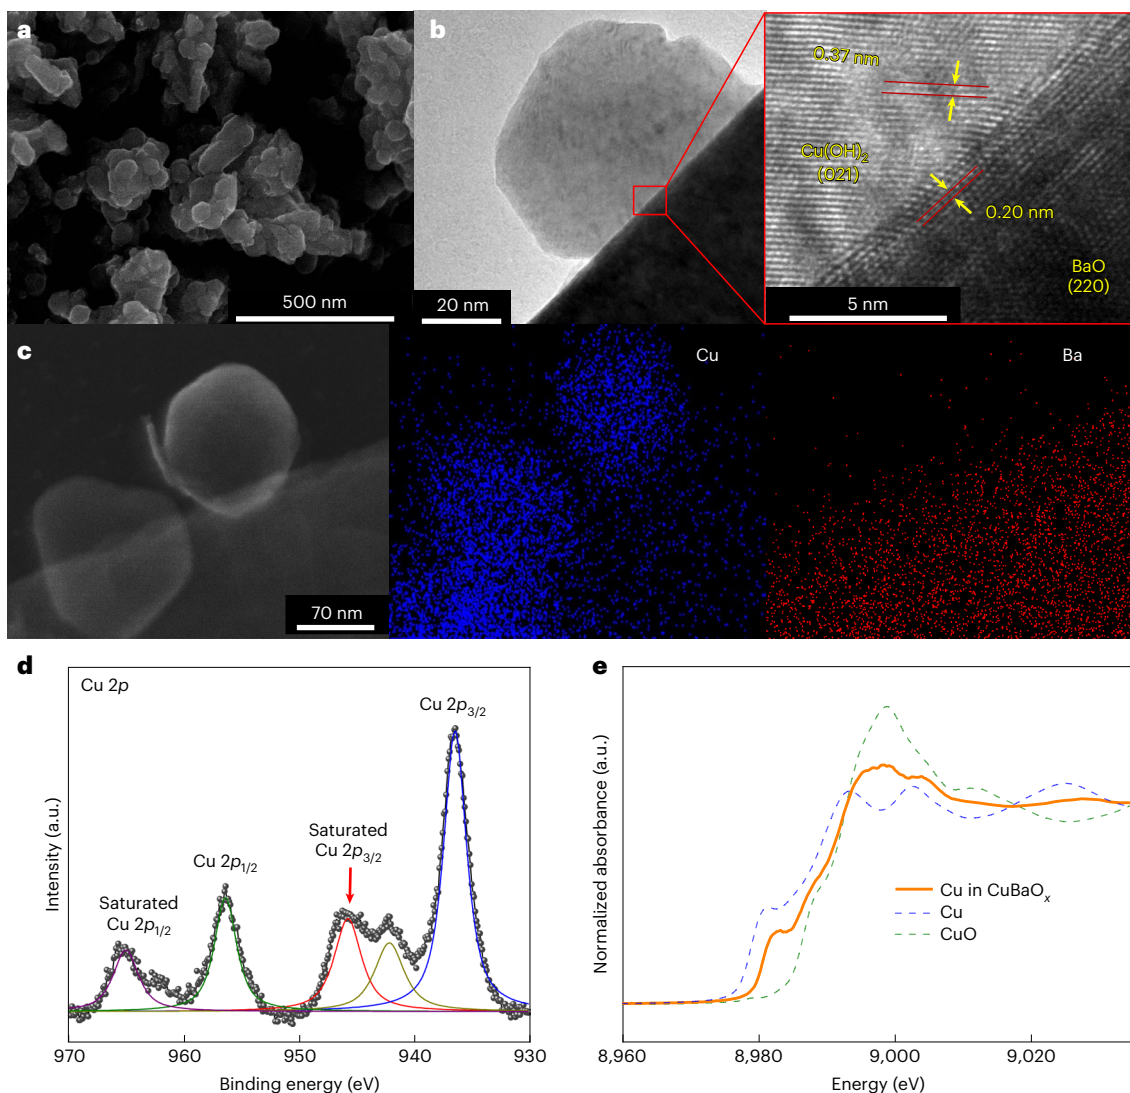 a
500 nm
b
20 nm
0.37 nm
Cu(OH)₂
(021)
0.20 nm
BaO
(220)
5 nm
c
70 nm
Cu
Ba
d
Cu 2p
Cu 2p₃/₂
Saturated
Cu 2p₃/₂
Cu 2p₁/₂
Saturated
Cu 2p₁/₂
Intensity (a.u.)
970 960 950 940 930
Binding energy (eV)
e
Normalized absorbance (a.u.)
Cu in CuBaOₓ
Cu
CuO
8,960 8,980 9,000 9,020
Energy (eV)